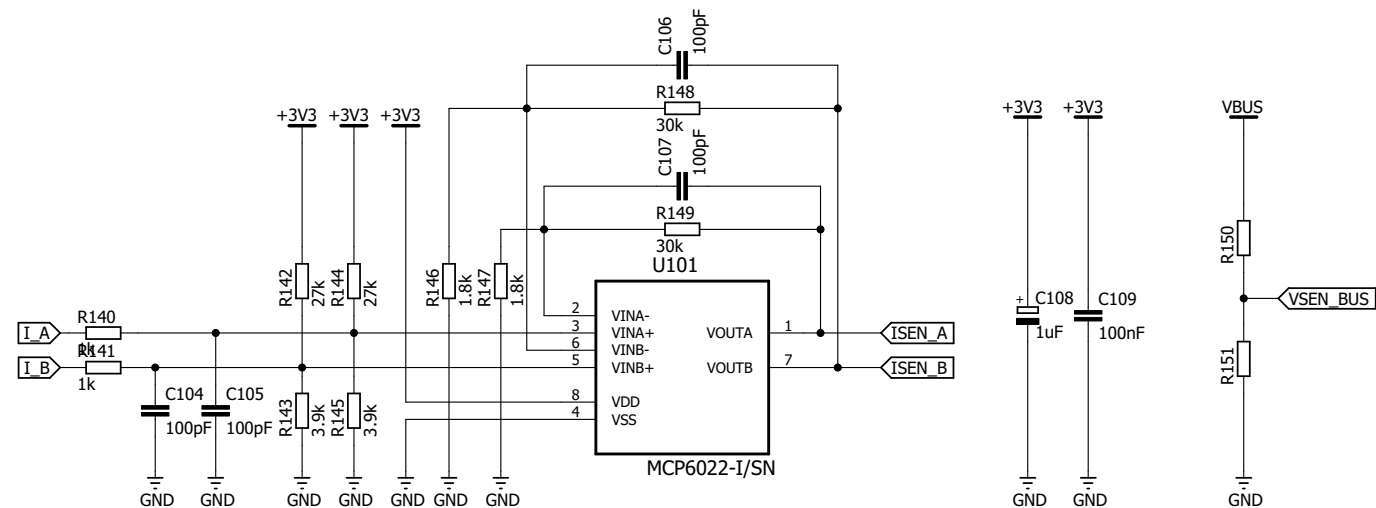 C106
100pF
R148
30k
C107
100pF
R149
30k
U101
+3V3
+3V3
+3V3
+3V3
+3V3
VBUS
R142
27k
R144
27k
R146
1.8k
R147
1.8k
R150
I_A
R140
1k
I_B
R141
1k
2
VINA-
3
VINA+
6
VINB-
5
VINB+
8
VDD
4
VSS
VOUTA
1
VOUTB
7
ISEN_A
ISEN_B
+
C108
1uF
C109
100nF
VSEN_BUS
R151
C104
100pF
C105
100pF
R143
3.9k
R145
3.9k
MCP6022-I/SN
GND
GND
GND
GND
GND
GND
GND
GND
GND
GND